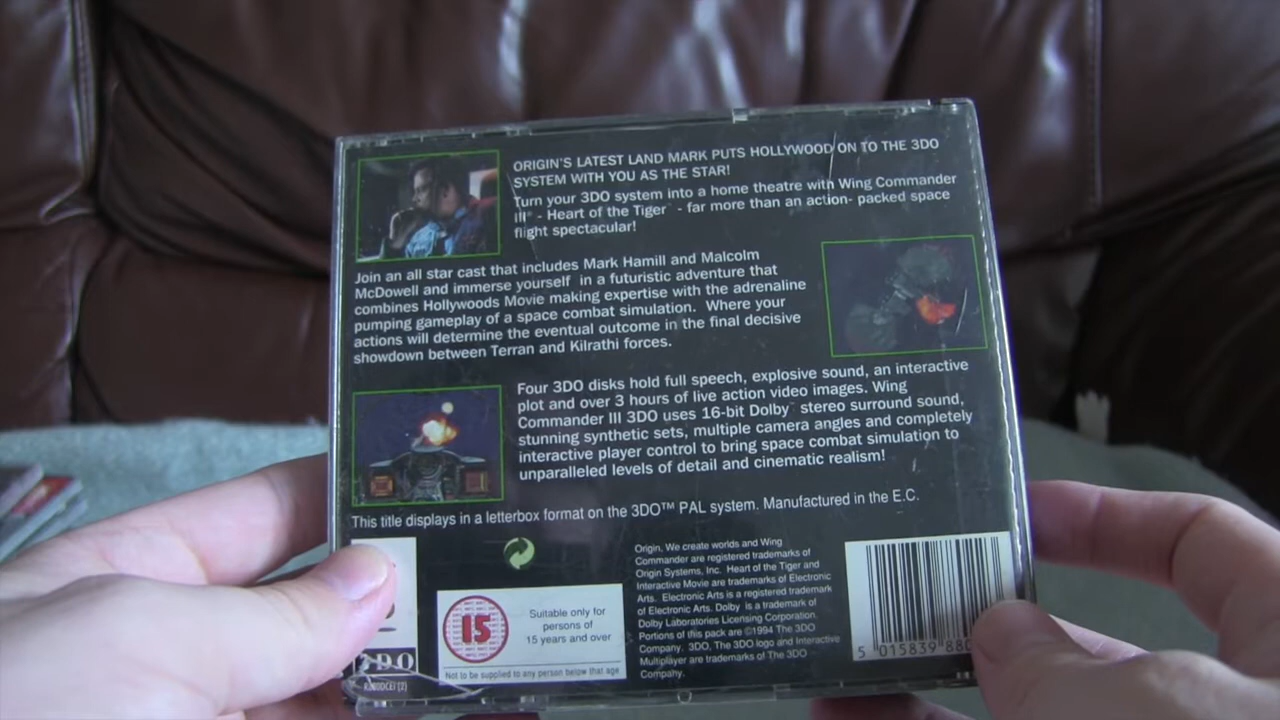 ORIGIN'S LATEST LAND MARK PUTS HOLLYWOOD ON TO THE 3DO
SYSTEM WITH YOU AS THE STAR!
Turn your 3DO system into a home theatre with Wing Commander
III® - Heart of the Tiger™ - far more than an action- packed space
flight spectacular!
Join an all star cast that includes Mark Hamill and Malcolm
McDowell and immerse yourself in a futuristic adventure that
combines Hollywoods Movie making expertise with the adrenaline
pumping gameplay of a space combat simulation. Where your
actions will determine the eventual outcome in the final decisive
showdown between Terran and Kilrathi forces.
Four 3DO disks hold full speech, explosive sound, an interactive
plot and over 3 hours of live action video images. Wing
Commander III 3DO uses 16-bit Dolby™ stereo surround sound,
stunning synthetic sets, multiple camera angles and completely
interactive player control to bring space combat simulation to
unparalleled levels of detail and cinematic realism!
This title displays in a letterbox format on the 3DO™ PAL system. Manufactured in the E.C.
3DO
15
Suitable only for
persons of
15 years and over
Not to be supplied to any person below that age
Origin, We create worlds and Wing
Commander are registered trademarks of
Origin Systems, Inc. Heart of the Tiger and
Interactive Movie are trademarks of Electronic
Arts. Electronic Arts is a registered trademark
of Electronic Arts. Dolby is a trademark of
Dolby Laboratories Licensing Corporation.
Portions of this pack are ©1994 The 3DO
Company. 3DO, The 3DO logo and Interactive
Multiplayer are trademarks of The 3DO
Company.
5 015839 880